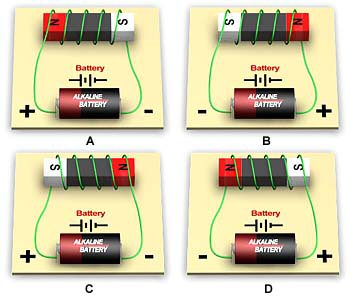 N S
Battery
ALKALINE
BATTERY
+ -
A
S N
Battery
ALKALINE
BATTERY
+ -
B
S N
Battery
ALKALINE
BATTERY
+ -
C
N S
Battery
ALKALINE
BATTERY
- +
D